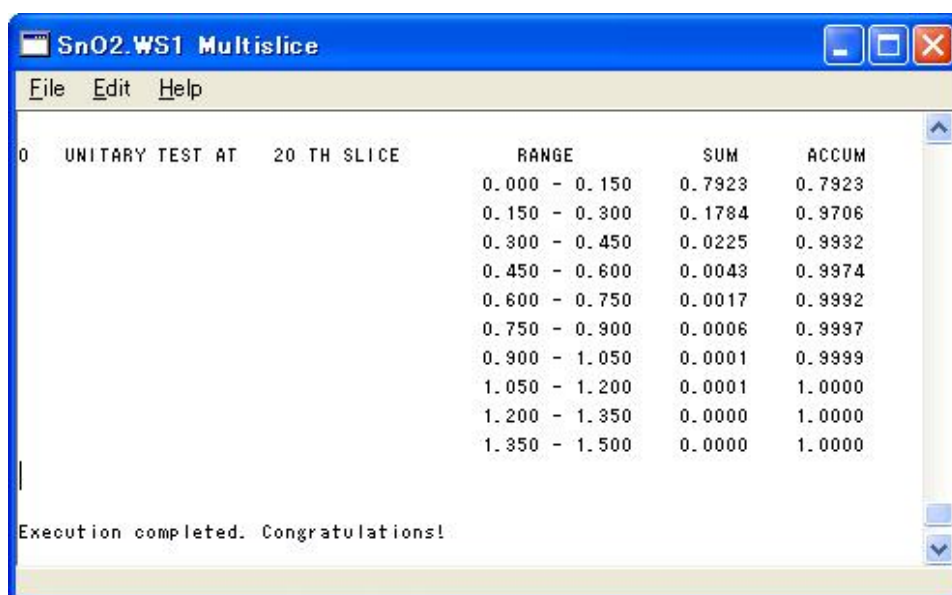 SnO2.WS1 Multislice
File Edit Help
0 UNITARY TEST AT 20 TH SLICE RANGE SUM ACCUM
0.000 - 0.150 0.7923 0.7923
0.150 - 0.300 0.1784 0.9706
0.300 - 0.450 0.0225 0.9932
0.450 - 0.600 0.0043 0.9974
0.600 - 0.750 0.0017 0.9992
0.750 - 0.900 0.0006 0.9997
0.900 - 1.050 0.0001 0.9999
1.050 - 1.200 0.0001 1.0000
1.200 - 1.350 0.0000 1.0000
1.350 - 1.500 0.0000 1.0000
Execution completed. Congratulations!